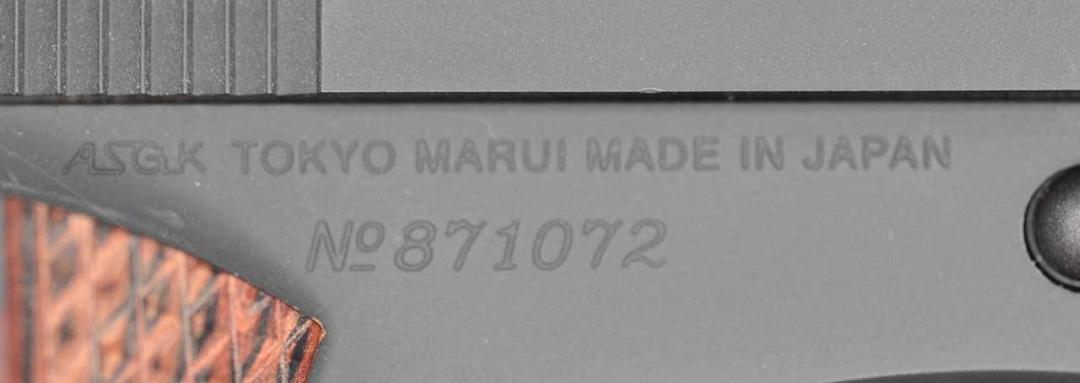 ASGK TOKYO MARUI MADE IN JAPAN
Nº871072